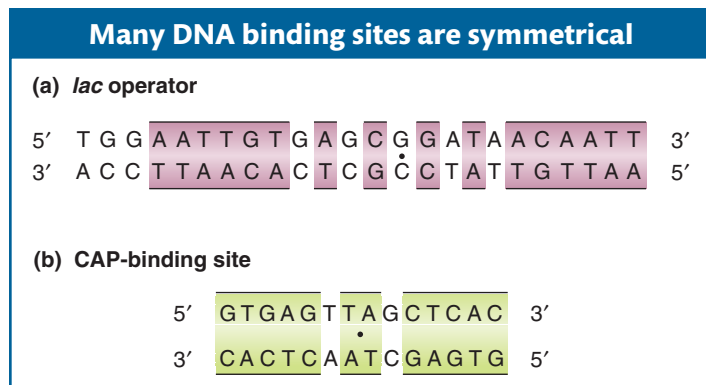 Many DNA binding sites are symmetrical
(a) lac operator
5′ T G G A A T T G T G A G C G G A T A A C A A T T 3′
3′ A C C T T A A C A C T C G C C T A T T G T T A A 5′
(b) CAP-binding site
5′ G T G A G T T A G C T C A C 3′
3′ C A C T C A A T C G A G T G 5′